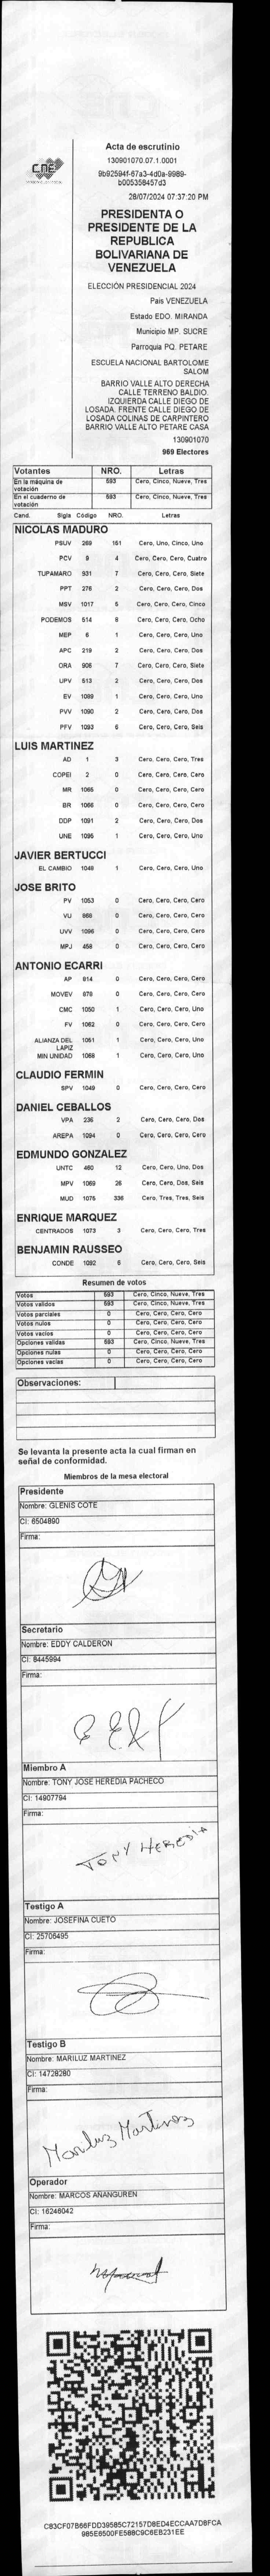 CNE
Acta de escrutinio
130901070.07.1.0001
9b92594f-67a3-4d0a-9989-
b005358457d3
28/07/2024 07:37:20 PM
PRESIDENTA O
PRESIDENTE DE LA
REPUBLICA
BOLIVARIANA DE
VENEZUELA
ELECCIÓN PRESIDENCIAL 2024
Pais VENEZUELA
Estado EDO. MIRANDA
Municipio MP. SUCRE
Parroquia PQ. PETARE
ESCUELA NACIONAL BARTOLOME
SALOM
BARRIO VALLE ALTO DERECHA
CALLE TERRENO BALDIO.
IZQUIERDA CALLE DIEGO DE
LOSADA. FRENTE CALLE DIEGO DE
LOSADA COLINAS DE CARPINTERO
BARRIO VALLE ALTO PETARE CASA
130901070
969 Electores
Votantes NRO. Letras
En la máquina de votación 593 Cero, Cinco, Nueve, Tres
En el cuaderno de votación 593 Cero, Cinco, Nueve, Tres
Cand. Sigla Código NRO. Letras
NICOLAS MADURO
PSUV 269 151 Cero, Uno, Cinco, Uno
PCV 9 4 Cero, Cero, Cero, Cuatro
TUPAMARO 931 7 Cero, Cero, Cero, Siete
PPT 276 2 Cero, Cero, Cero, Dos
MSV 1017 5 Cero, Cero, Cero, Cinco
PODEMOS 514 8 Cero, Cero, Cero, Ocho
MEP 6 1 Cero, Cero, Cero, Uno
APC 219 2 Cero, Cero, Cero, Dos
ORA 906 7 Cero, Cero, Cero, Siete
UPV 513 2 Cero, Cero, Cero, Dos
EV 1089 1 Cero, Cero, Cero, Uno
PVV 1090 2 Cero, Cero, Cero, Dos
PFV 1093 6 Cero, Cero, Cero, Seis
LUIS MARTINEZ
AD 1 3 Cero, Cero, Cero, Tres
COPEI 2 0 Cero, Cero, Cero, Cero
MR 1065 0 Cero, Cero, Cero, Cero
BR 1066 0 Cero, Cero, Cero, Cero
DDP 1091 2 Cero, Cero, Cero, Dos
UNE 1095 1 Cero, Cero, Cero, Uno
JAVIER BERTUCCI
EL CAMBIO 1049 1 Cero, Cero, Cero, Uno
JOSE BRITO
PV 1053 0 Cero, Cero, Cero, Cero
VU 868 0 Cero, Cero, Cero, Cero
UVV 1096 0 Cero, Cero, Cero, Cero
MPJ 458 0 Cero, Cero, Cero, Cero
ANTONIO ECARRI
AP 914 0 Cero, Cero, Cero, Cero
MOVEV 979 0 Cero, Cero, Cero, Cero
CMC 1050 1 Cero, Cero, Cero, Uno
FV 1062 0 Cero, Cero, Cero, Cero
ALIANZA DEL LAPIZ 1061 1 Cero, Cero, Cero, Uno
MIN UNIDAD 1068 1 Cero, Cero, Cero, Uno
CLAUDIO FERMIN
SPV 1049 0 Cero, Cero, Cero, Cero
DANIEL CEBALLOS
VPA 236 2 Cero, Cero, Cero, Dos
AREPA 1094 0 Cero, Cero, Cero, Cero
EDMUNDO GONZALEZ
UNTC 460 12 Cero, Cero, Uno, Dos
MPV 1069 26 Cero, Cero, Dos, Seis
MUD 1075 336 Cero, Tres, Tres, Seis
ENRIQUE MARQUEZ
CENTRADOS 1073 3 Cero, Cero, Cero, Tres
BENJAMIN RAUSSEO
CONDE 1092 6 Cero, Cero, Cero, Seis
Resumen de votos
Votos 593 Cero, Cinco, Nueve, Tres
Votos validos 593 Cero, Cinco, Nueve, Tres
Votos parciales 0 Cero, Cero, Cero, Cero
Votos nulos 0 Cero, Cero, Cero, Cero
Votos vacios 0 Cero, Cero, Cero, Cero
Opciones validas 593 Cero, Cinco, Nueve, Tres
Opciones nulas 0 Cero, Cero, Cero, Cero
Opciones vacias 0 Cero, Cero, Cero, Cero
Observaciones:
Se levanta la presente acta la cual firman en
señal de conformidad.
Miembros de la mesa electoral
Presidente
Nombre: GLENIS COTE
CI: 6504890
Firma:
Secretario
Nombre: EDDY CALDERON
CI: 8445994
Firma:
Miembro A
Nombre: TONY JOSE HEREDIA PACHECO
CI: 14907794
Firma:
TONY HEREDIA
Testigo A
Nombre: JOSEFINA CUETO
CI: 25706495
Firma:
Testigo B
Nombre: MARILUZ MARTINEZ
CI: 14728280
Firma:
Mariluz Martinez
Operador
Nombre: MARCOS AÑANGUREN
CI: 16246042
Firma:
C83CF07B66FDD39585C72157D8ED4ECCAA7D8FCA
985E6500FE588C9C6EB231EE